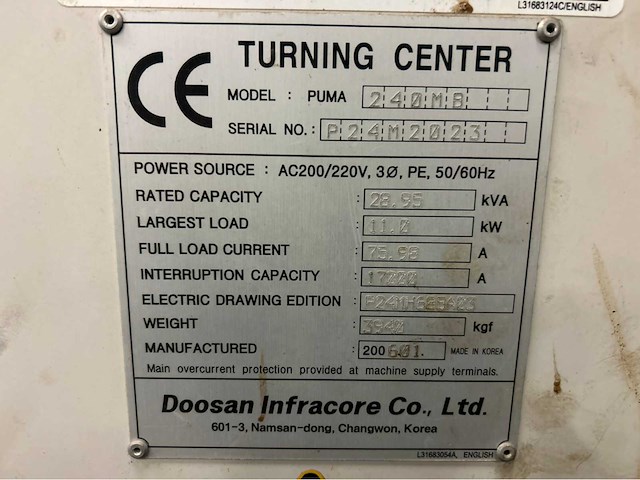 L31683124C/ENGLISH
CE TURNING CENTER
MODEL : PUMA 240MB
SERIAL NO.: P24M2023
POWER SOURCE : AC200/220V, 3Ø, PE, 50/60Hz
RATED CAPACITY : 28.95 kVA
LARGEST LOAD : 11.0 kW
FULL LOAD CURRENT : 75.98 A
INTERRUPTION CAPACITY : 17000 A
ELECTRIC DRAWING EDITION :
WEIGHT : 3940 kgf
MANUFACTURED : 200601. MADE IN KOREA
Main overcurrent protection provided at machine supply terminals.
Doosan Infracore Co., Ltd.
601-3, Namsan-dong, Changwon, Korea
L31683054A, ENGLISH